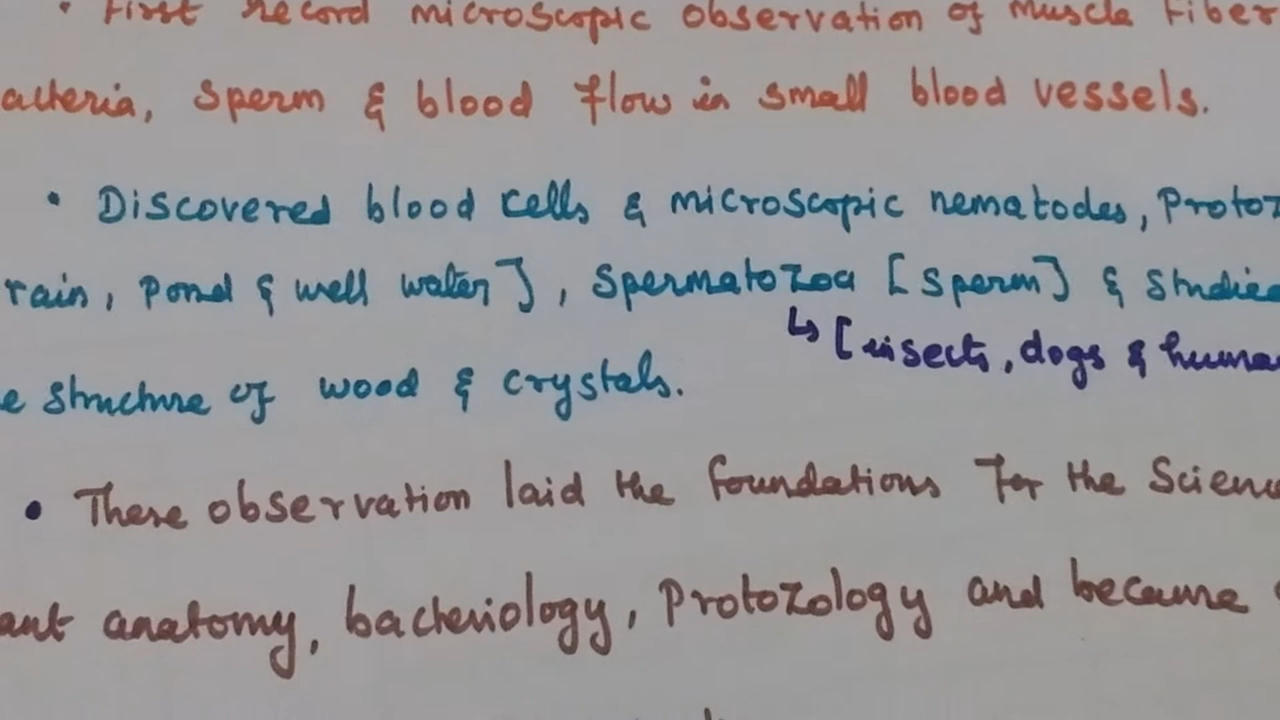 • First record microscopic observation of muscle fiber
acteria, sperm & blood flow in small blood vessels.
• Discovered blood cells & microscopic nematodes, Protoz
rain, pond & well water], Spermatozoa [sperm] & Studie
↳ [insects, dogs & huma
e structure of wood & crystals.
• These observation laid the foundations for the Scienc
ant anatomy, bacteriology, Protozology and became